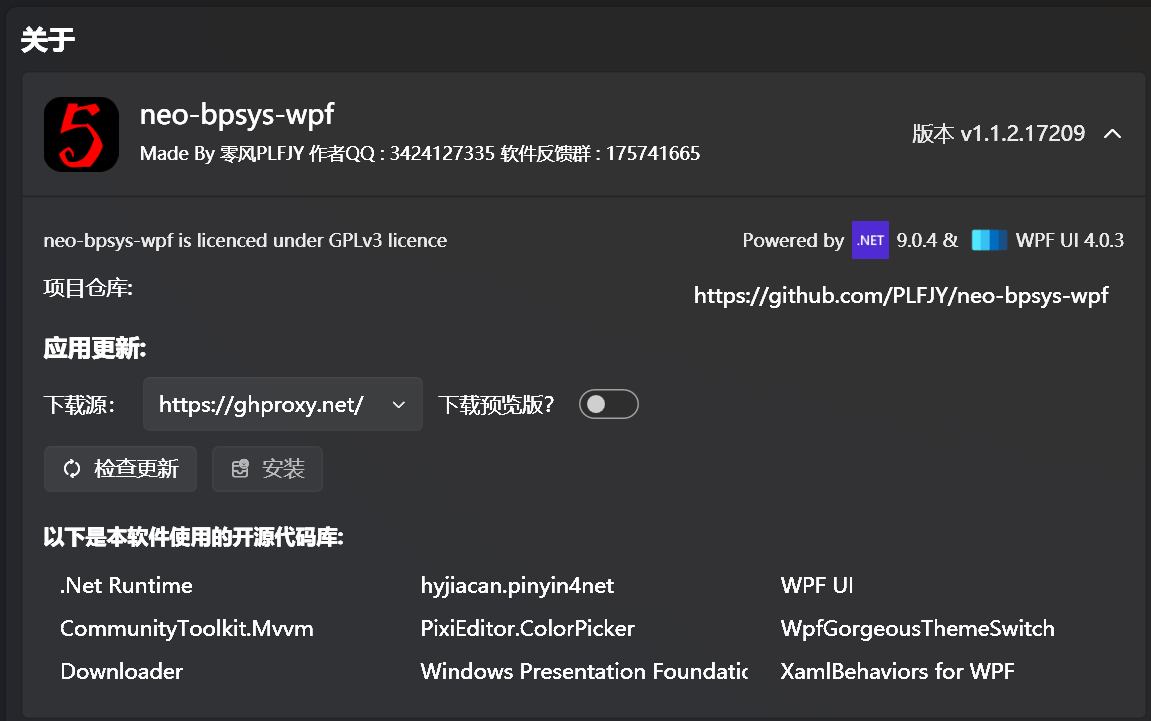 关于
5
neo-bpsys-wpf
Made By 零风PLFJY 作者QQ : 3424127335 软件反馈群 : 175741665
版本 v1.1.2.17209
neo-bpsys-wpf is licenced under GPLv3 licence
Powered by .NET 9.0.4 & WPF UI 4.0.3
项目仓库:
https://github.com/PLFJY/neo-bpsys-wpf
应用更新:
下载源: https://ghproxy.net/ 下载预览版?
检查更新 安装
以下是本软件使用的开源代码库:
.Net Runtime hyjiacan.pinyin4net WPF UI
CommunityToolkit.Mvvm PixiEditor.ColorPicker WpfGorgeousThemeSwitch
Downloader Windows Presentation Foundatic XamlBehaviors for WPF